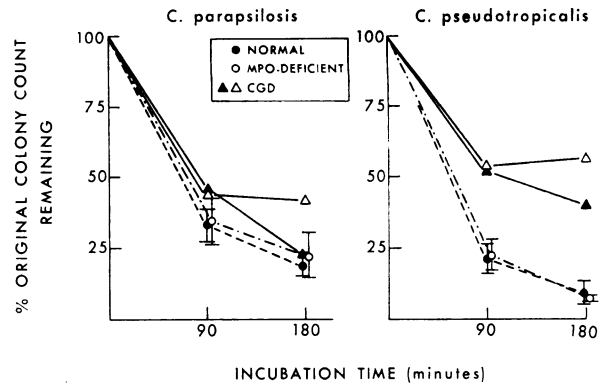 C. parapsilosis
C. pseudotropicalis
% ORIGINAL COLONY COUNT
REMAINING
100
75
50
25
NORMAL
MPO-DEFICIENT
CGD
100
75
50
25
90
180
90
180
INCUBATION TIME (minutes)